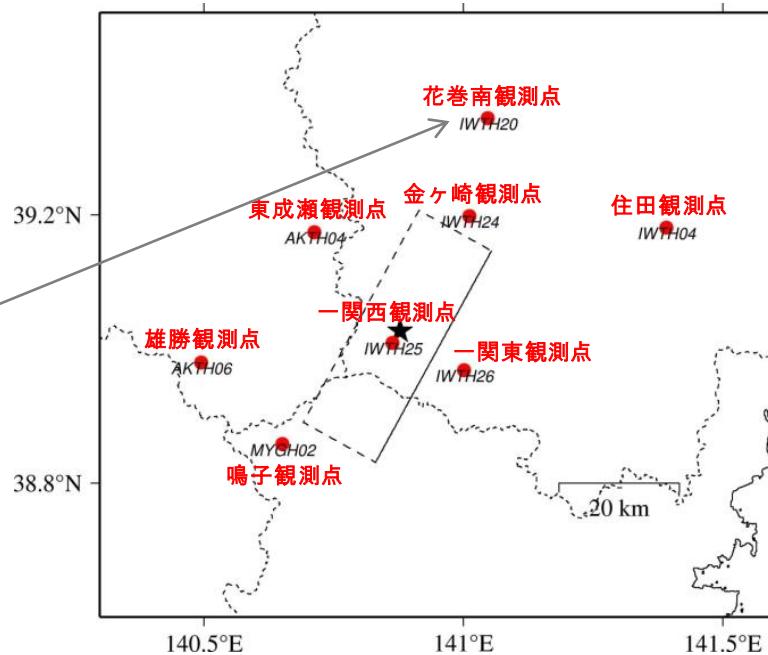 花巻南観測点
IWTH20
金ヶ崎観測点
IWTH24
住田観測点
IWTH04
39.2°N
東成瀬観測点
AKTH04
一関西観測点
IWTH25
雄勝観測点
AKTH06
一関東観測点
IWTH26
MYGH02
鳴子観測点
38.8°N
20 km
140.5°E
141°E
141.5°E